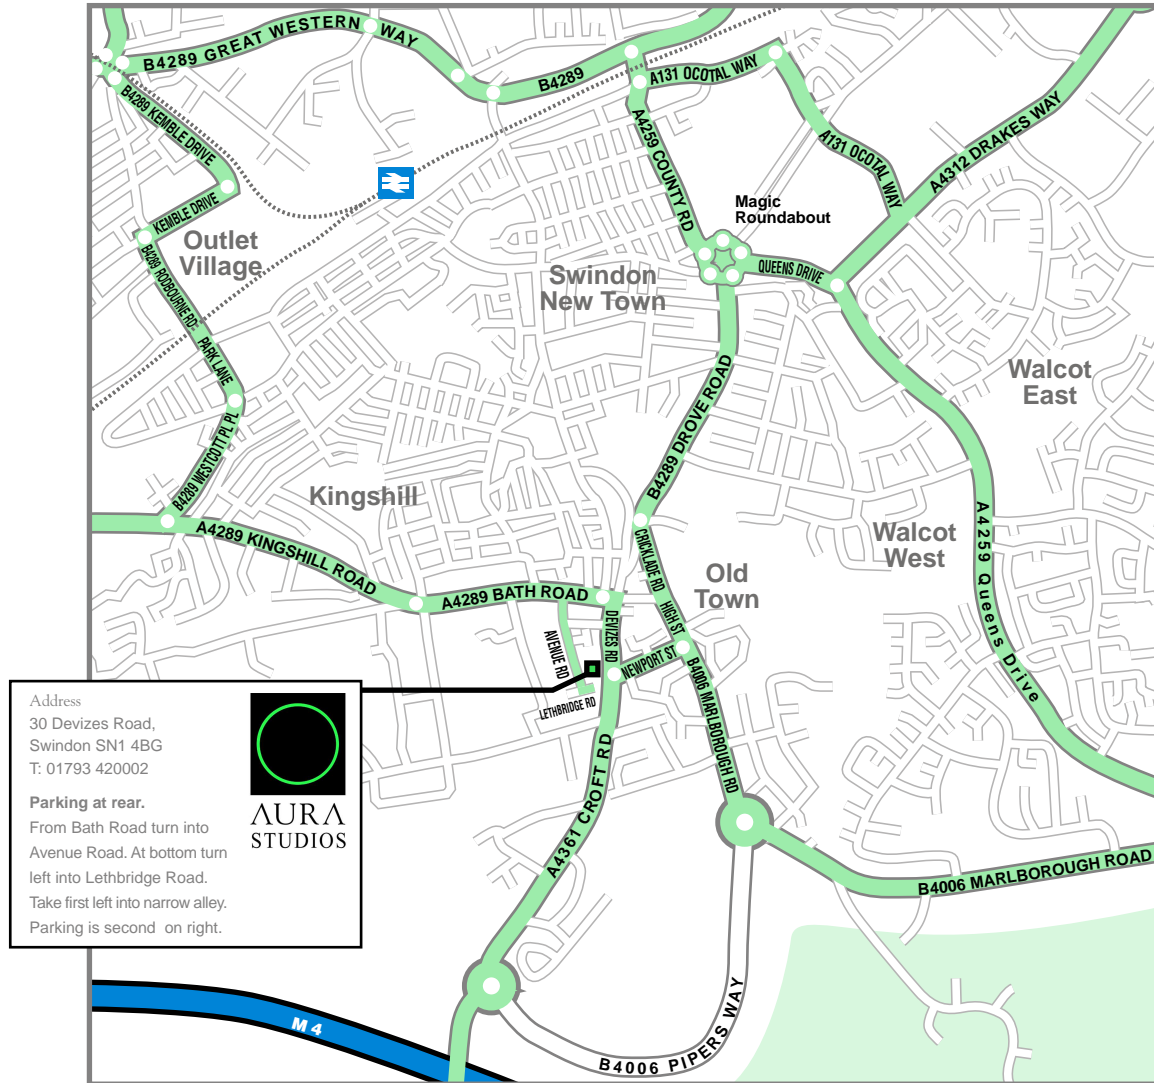 B4289 GREAT WESTERN WAY
B4289
A131 OCOTAL WAY
B4289 KEMBLE DRIVE
A4259 COUNTY RD
A131 OCOTAL WAY
A4312 DRAKES WAY
KEMBLE DRIVE
Magic
Roundabout
Outlet
Village
B4289 RODBOURNE RD
QUEENS DRIVE
Swindon
New Town
PARK LANE
B4289 DROVE ROAD
Walcot
East
B4289 WESTCOTT PL PL
Kingshill
A4289 KINGSHILL ROAD
Walcot
West
A4259 Queens Drive
CRICKLADE RD
Old
Town
A4289 BATH ROAD
HIGH ST
DEVIZES RD
AVENUE RD
NEWPORT ST
LETHBRIDGE RD
B4006 MARLBOROUGH RD
Address
30 Devizes Road,
Swindon SN1 4BG
T: 01793 420002
Parking at rear.
From Bath Road turn into
Avenue Road. At bottom turn
left into Lethbridge Road.
Take first left into narrow alley.
Parking is second on right.
AURA
STUDIOS
A4361 CROFT RD
B4006 MARLBOROUGH ROAD
B4006 PIPERS WAY
M4